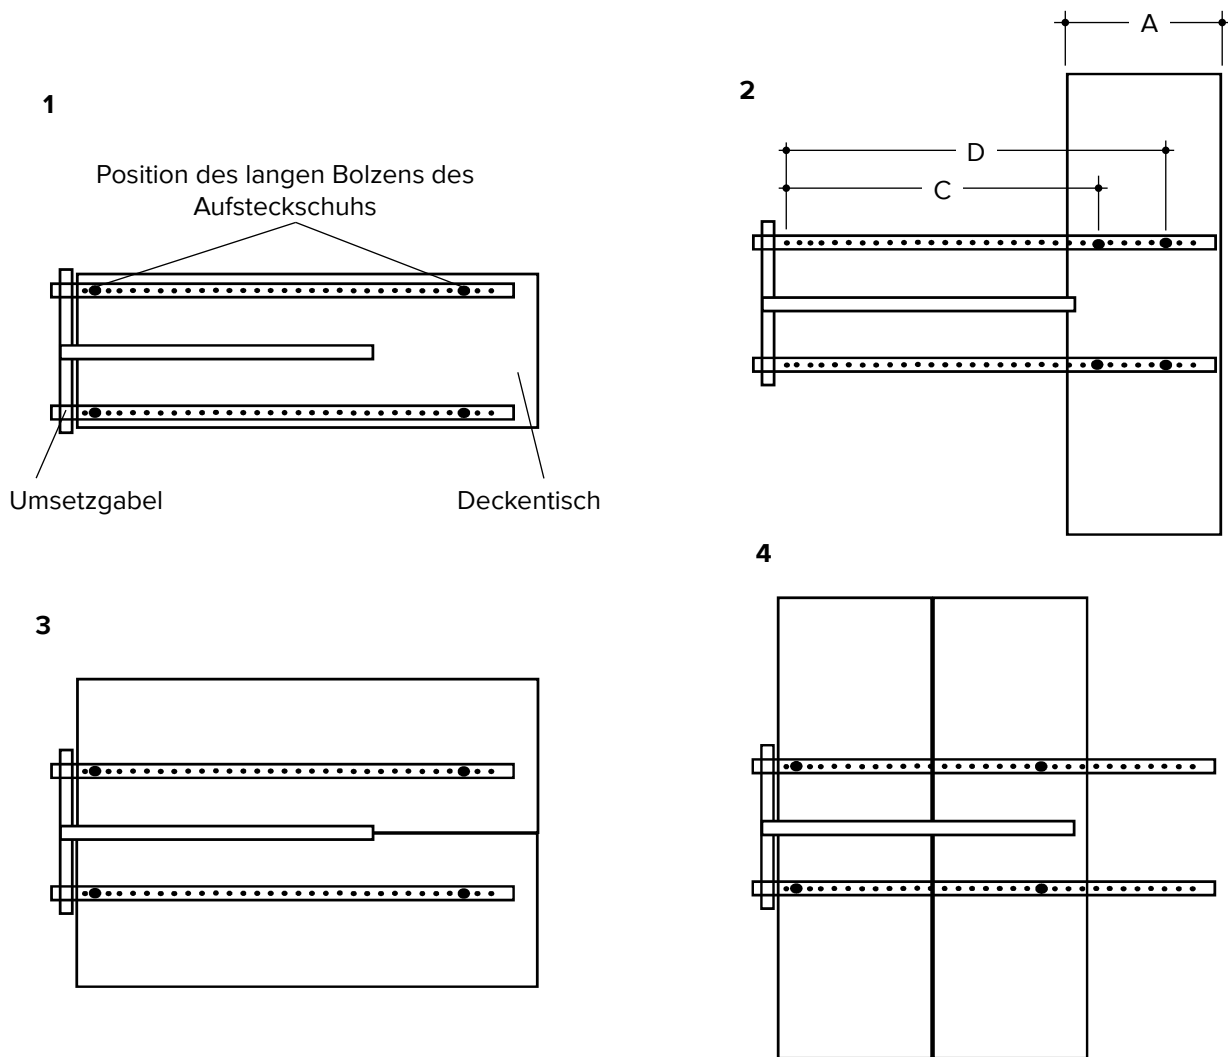 1
Position des langen Bolzens des
Aufsteckschuhs
Umsetzgabel
Deckentisch
2
A
D
C
3
4